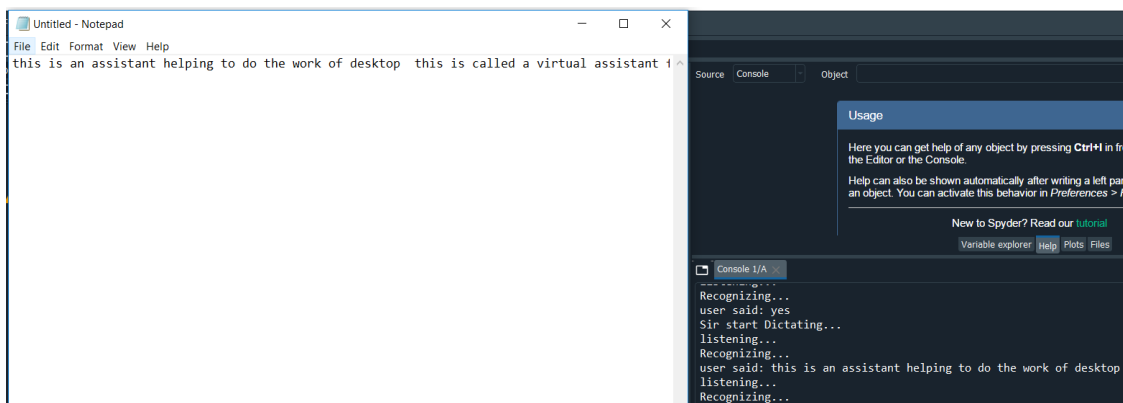 Untitled - Notepad
File Edit Format View Help
this is an assistant helping to do the work of desktop  this is called a virtual assistant
Source Console Object
Usage
Here you can get help of any object by pressing Ctrl+I in
the Editor or the Console.
Help can also be shown automatically after writing a left
an object. You can activate this behavior in Preferences >
New to Spyder? Read our tutorial
Variable explorer Help Plots Files
Console 1/A
listening...
Recognizing...
user said: yes
Sir start Dictating...
listening...
Recognizing...
user said: this is an assistant helping to do the work of desktop
listening...
Recognizing...